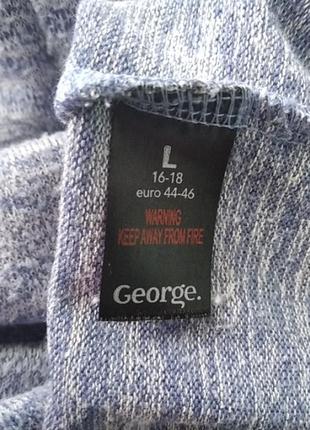 L
16-18
euro 44-46
WARNING
KEEP AWAY FROM FIRE
George.